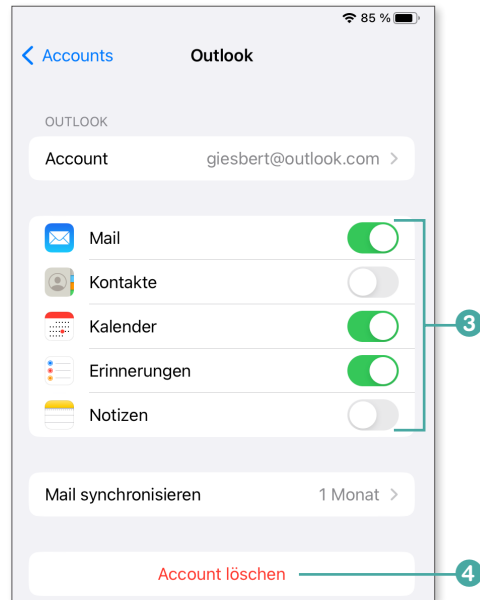 85 %
Accounts
Outlook
OUTLOOK
Account giesbert@outlook.com
Mail
Kontakte
Kalender
3
Erinnerungen
Notizen
Mail synchronisieren 1 Monat
Account löschen
4